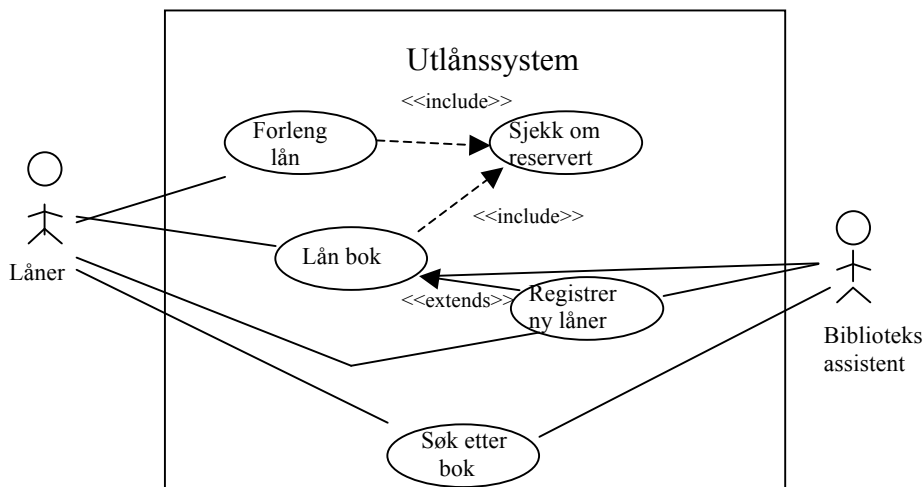 Utlånssystem
<<include>>
Forleng
lån
Sjekk om
reservert
<<include>>
Låner
Lån bok
<<extends>>
Registrer
ny låner
Biblioteks
assistent
Søk etter
bok